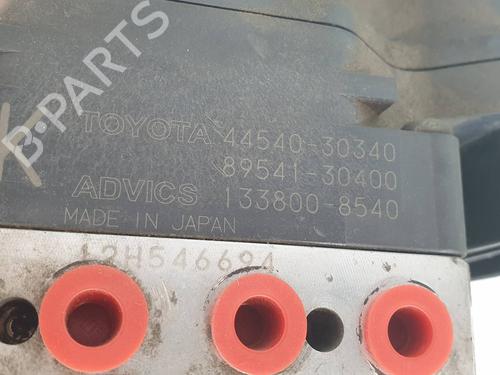 TOYOTA 44540-30340
89541-30400
ADVICS 133800-8540
MADE IN JAPAN
12H546694
B-PARTS